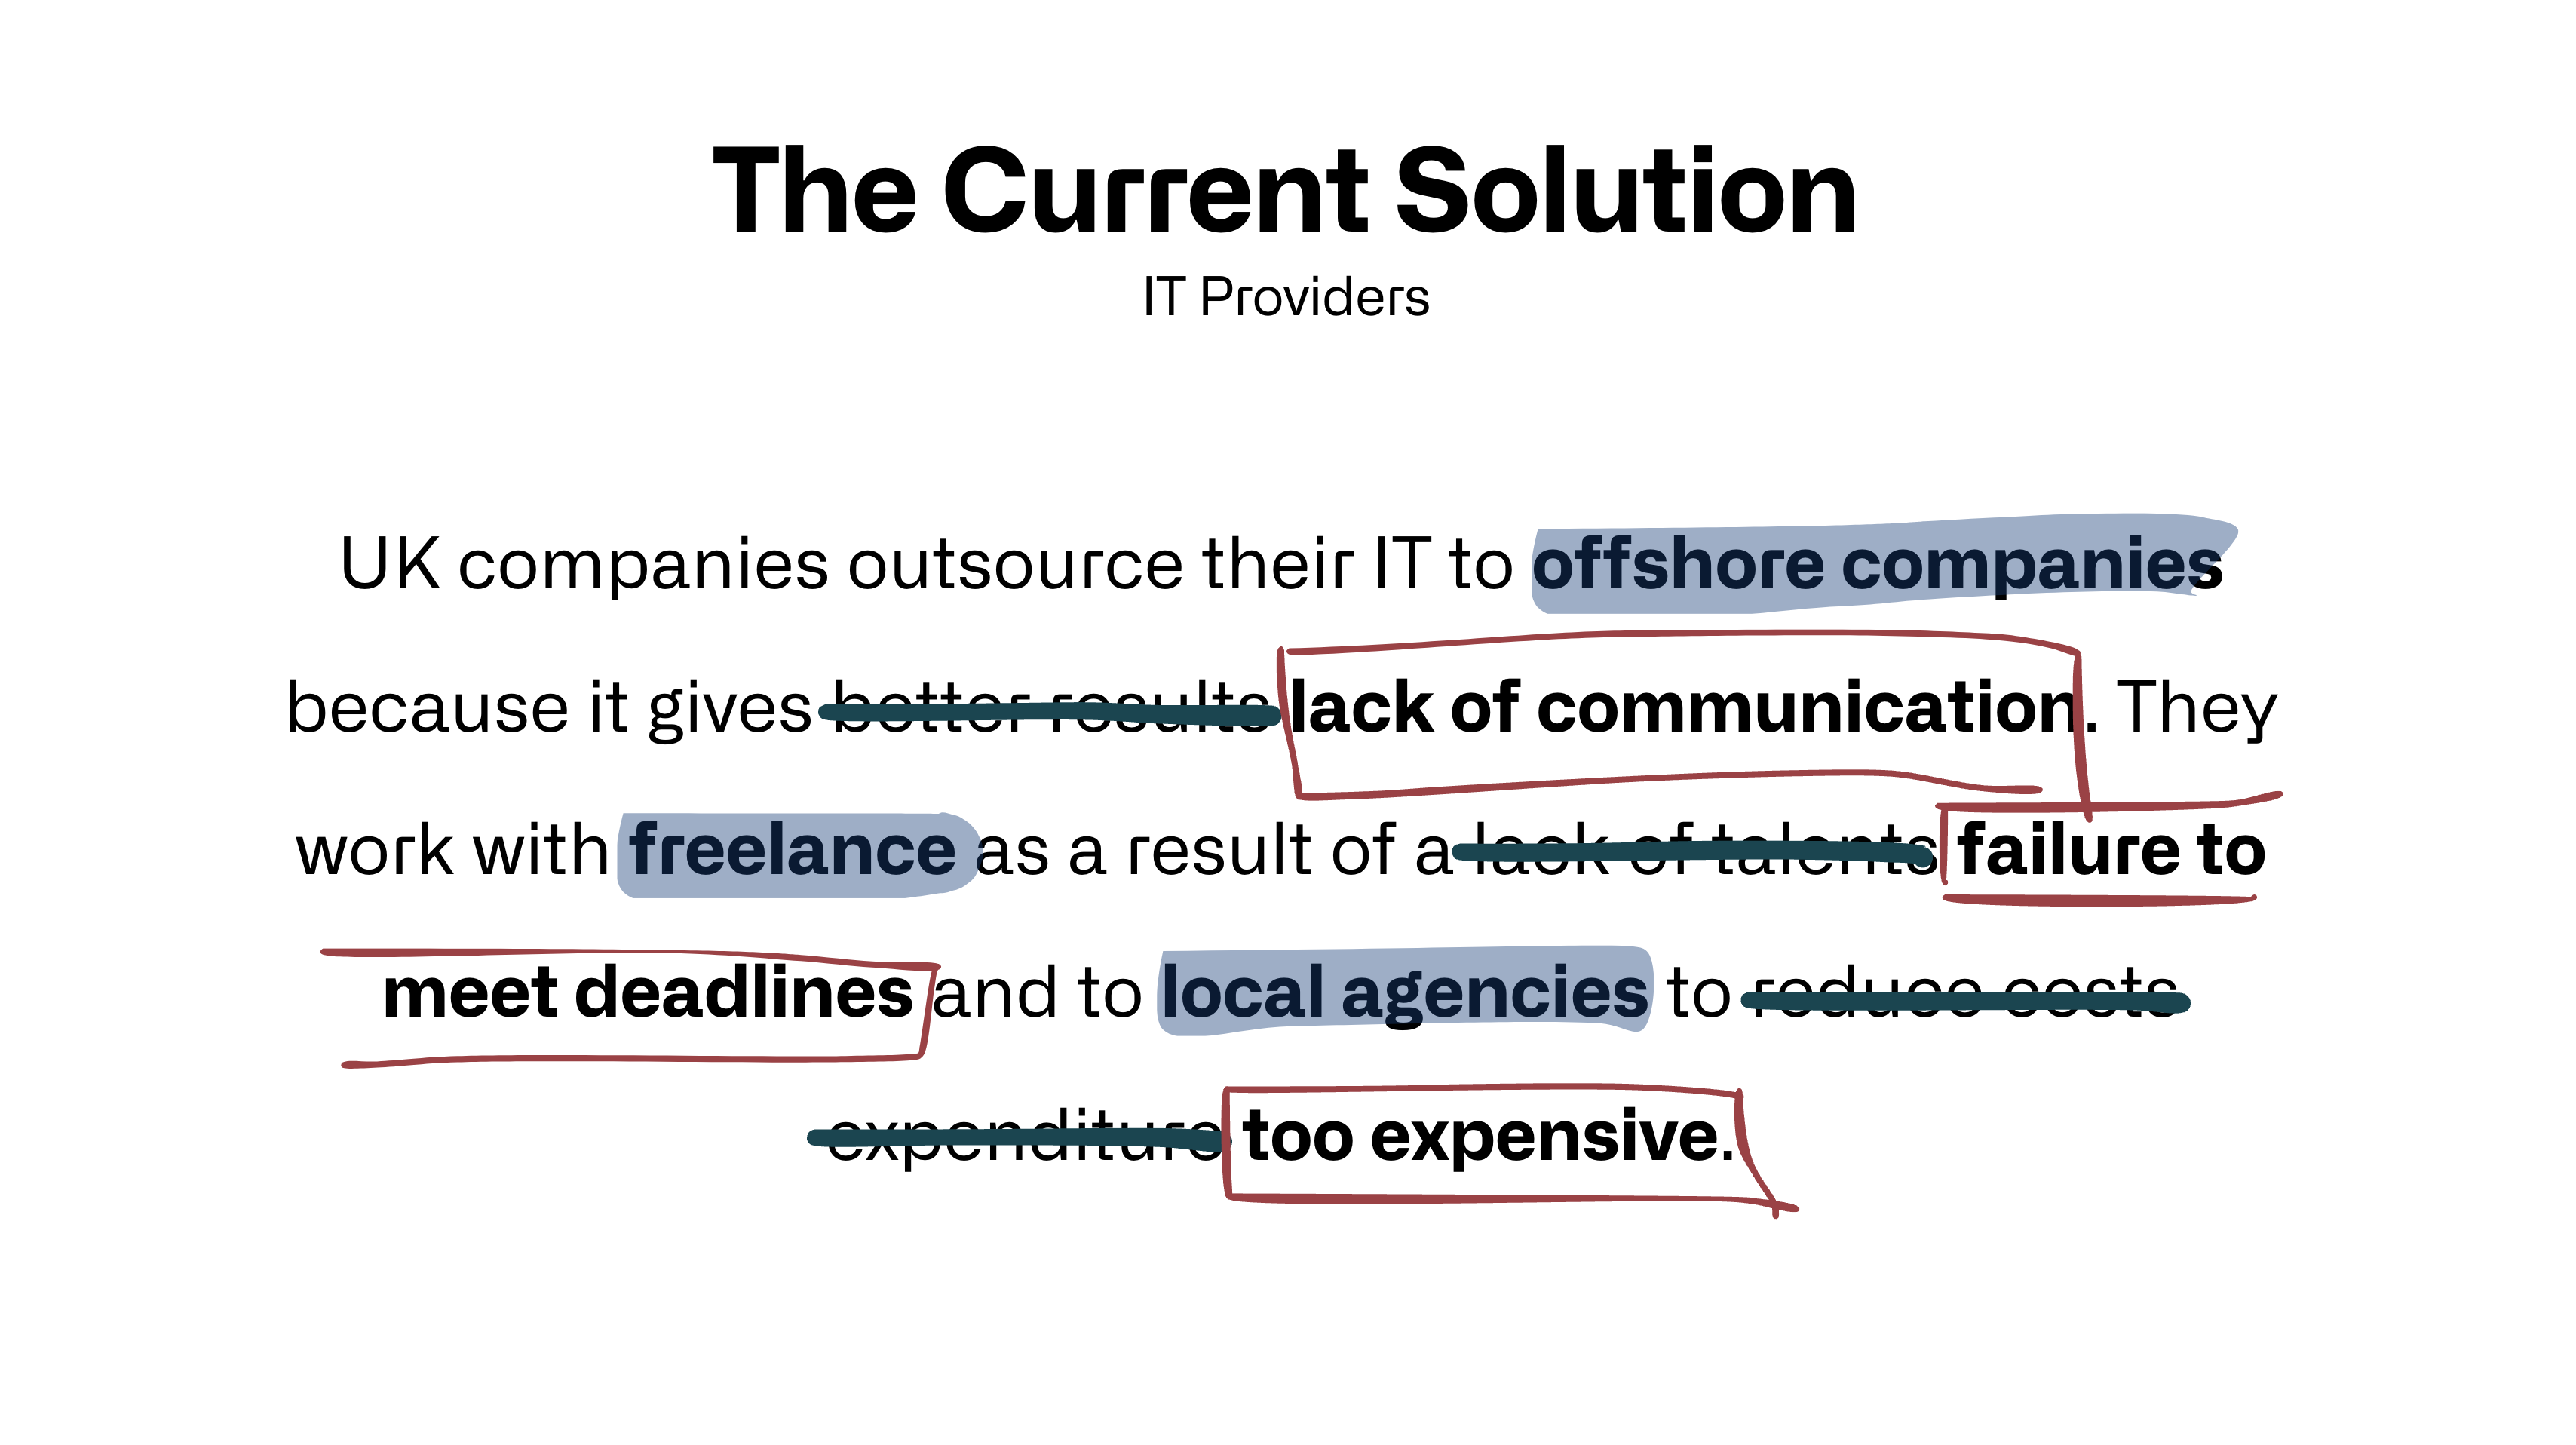 The Current Solution
IT Providers
UK companies outsource their IT to offshore companies
because it gives better results lack of communication. They
work with freelance as a result of a lack of talents failure to
meet deadlines and to local agencies to reduce costs
expenditure too expensive.